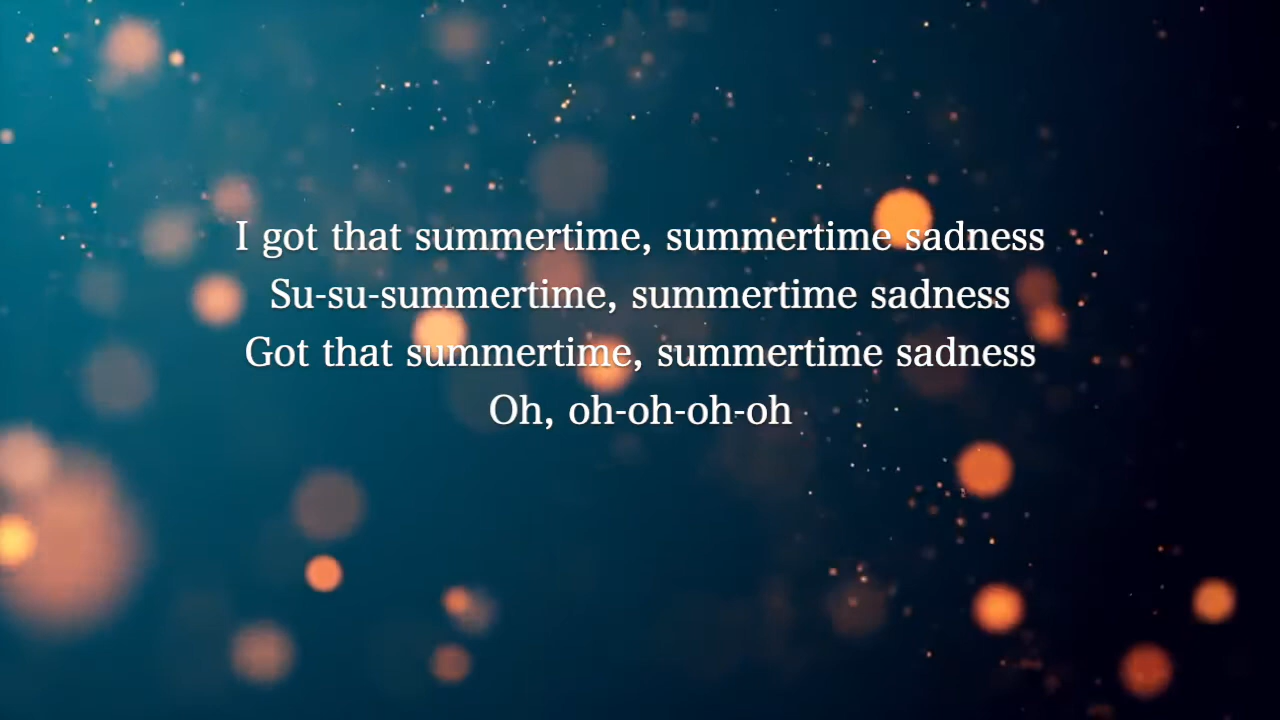 I got that summertime, summertime sadness
Su-su-summertime, summertime sadness
Got that summertime, summertime sadness
Oh, oh-oh-oh-oh